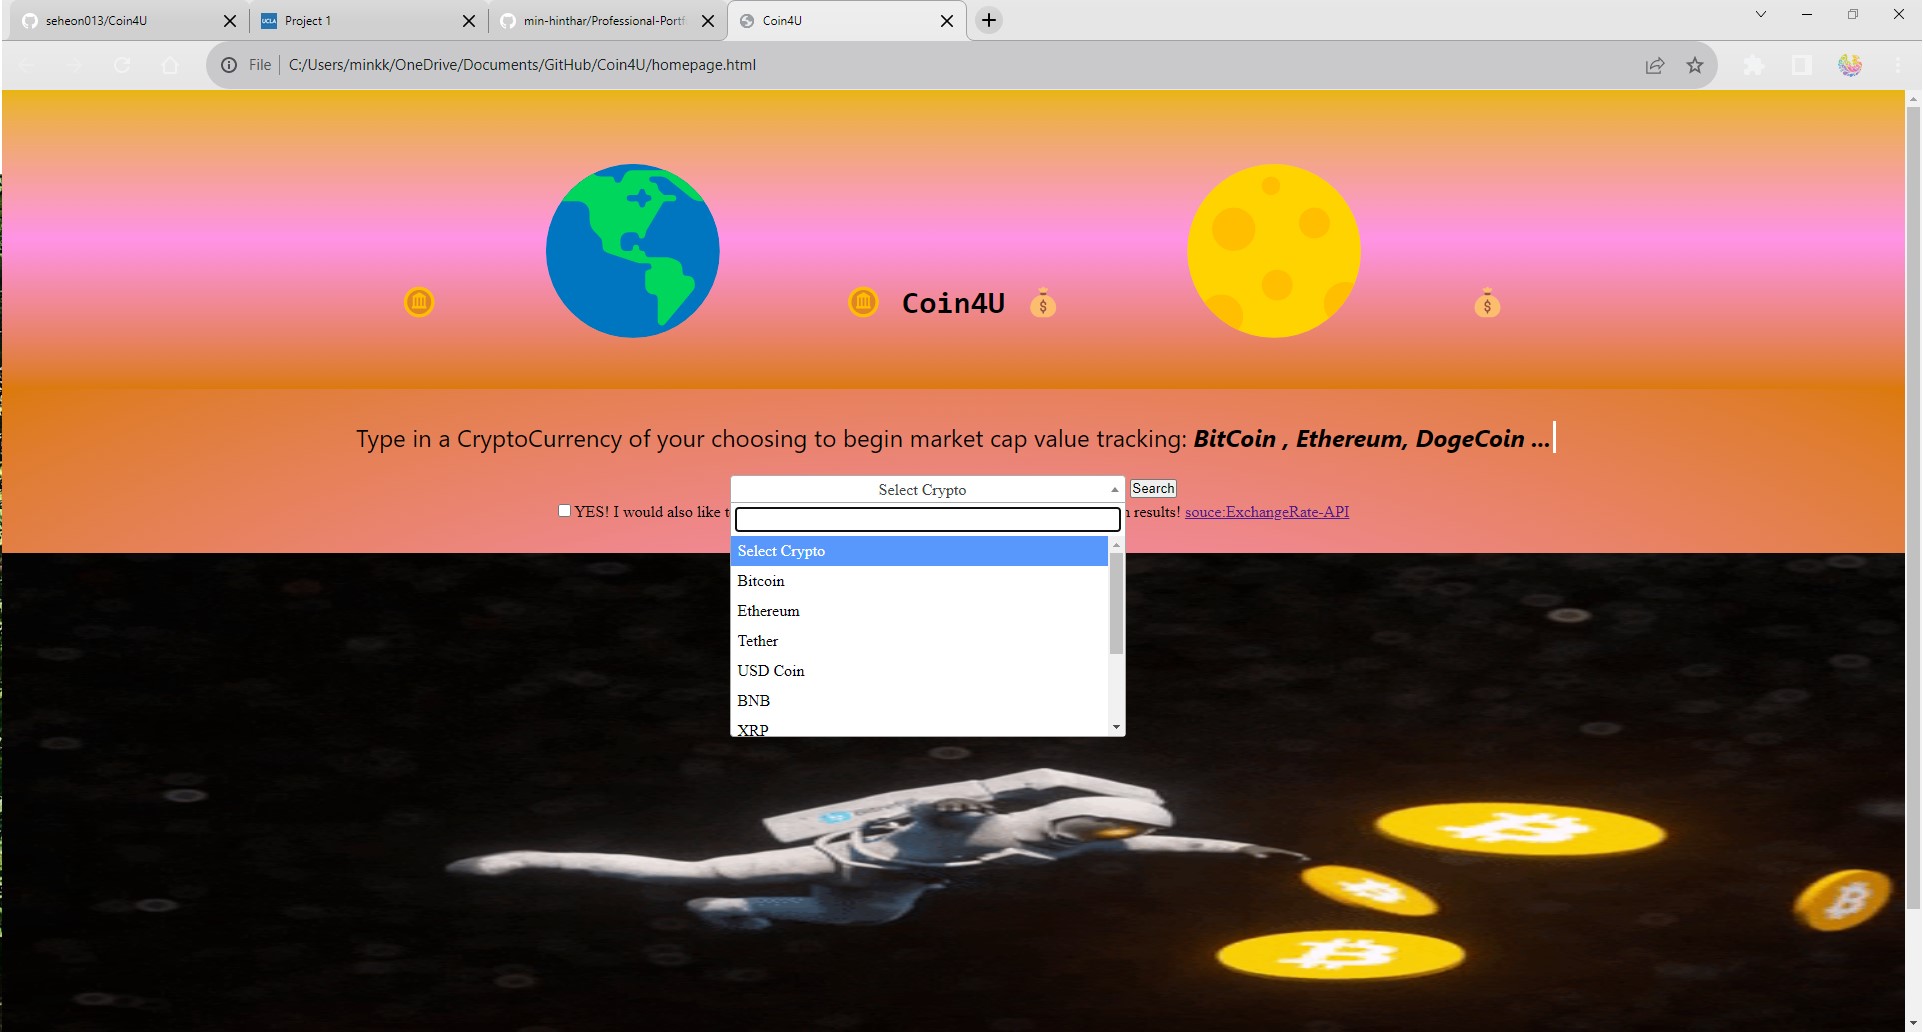 seheon013/Coin4U
Project 1
min-hinthar/Professional-Portf
Coin4U
File
C:/Users/minkk/OneDrive/Documents/GitHub/Coin4U/homepage.html
Coin4U
Type in a CryptoCurrency of your choosing to begin market cap value tracking: BitCoin , Ethereum, DogeCoin ...
Select Crypto
Search
YES! I would also like results! souce:ExchangeRate-API
Select Crypto
Bitcoin
Ethereum
Tether
USD Coin
BNB
XRP